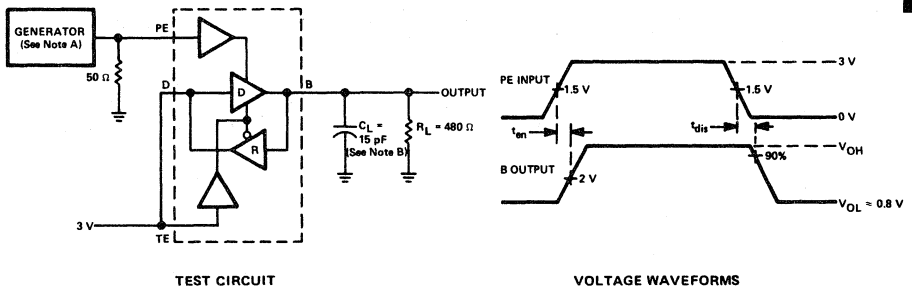 GENERATOR
(See Note A)
PE
50 Ω
D
D
B
OUTPUT
C_L =
15 pF
(See Note B)
R_L = 480 Ω
R
3 V
TE
TEST CIRCUIT
3 V
PE INPUT
1.5 V
1.5 V
0 V
t_en
t_dis
V_OH
90%
B OUTPUT
2 V
V_OL ≈ 0.8 V
VOLTAGE WAVEFORMS